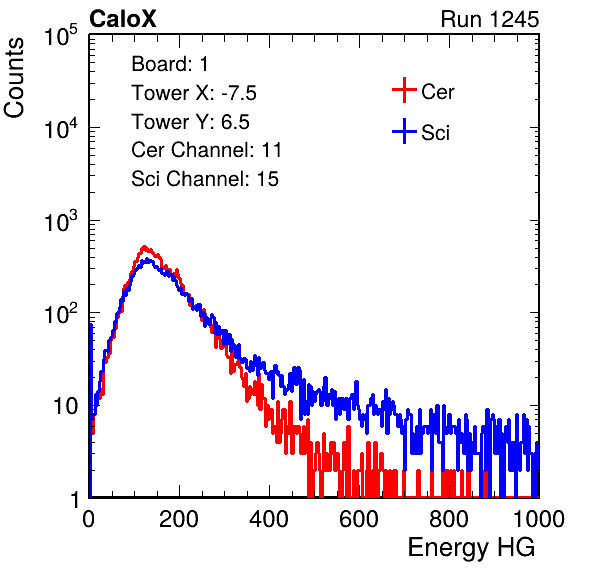 CaloX Run 1245
Counts
Board: 1
Tower X: -7.5
Tower Y: 6.5
Cer Channel: 11
Sci Channel: 15
Cer
Sci
10^5
10^4
10^3
10^2
10
1
0 200 400 600 800 1000
Energy HG